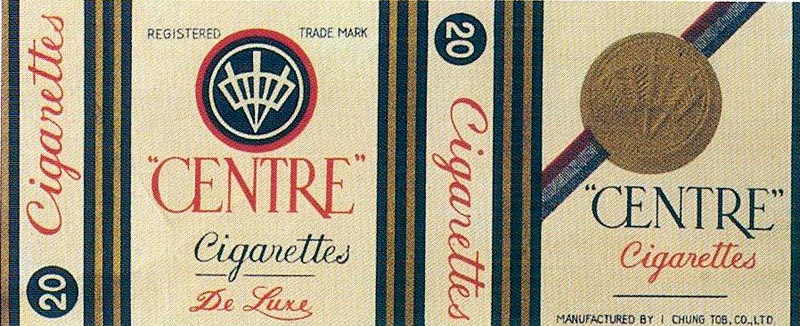 Cigarettes
20
REGISTERED TRADE MARK
"CENTRE"
Cigarettes
De Luxe
20
Cigarettes
"CENTRE"
Cigarettes
MANUFACTURED BY I CHUNG TOB. CO., LTD.